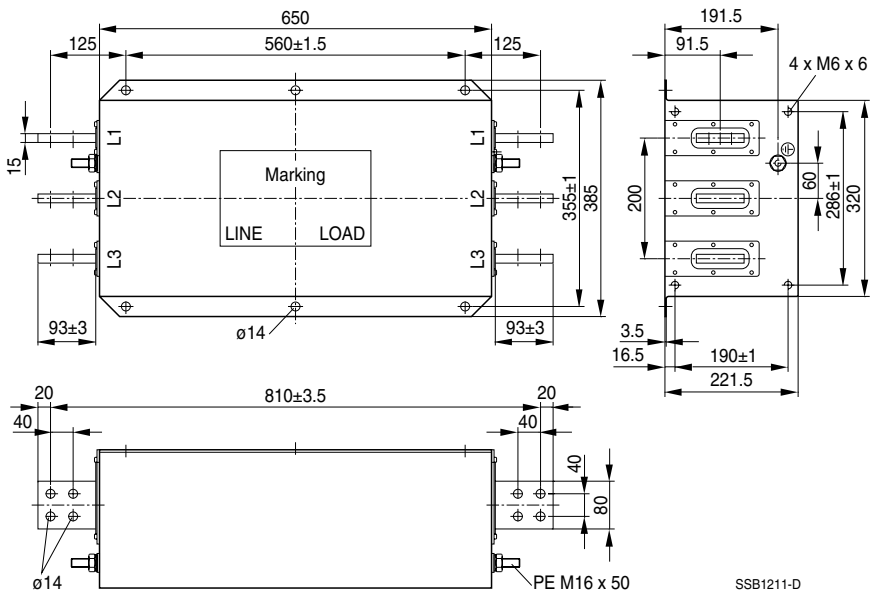 650
125
560±1.5
125
191.5
91.5
4 x M6 x 6
L1
L1
15
L2
Marking
L2
LINE LOAD
L3
L3
355±1
385
200
60
286±1
320
93±3
ø14
93±3
3.5
16.5
190±1
221.5
20
810±3.5
20
40
40
40
80
ø14
PE M16 x 50
SSB1211-D